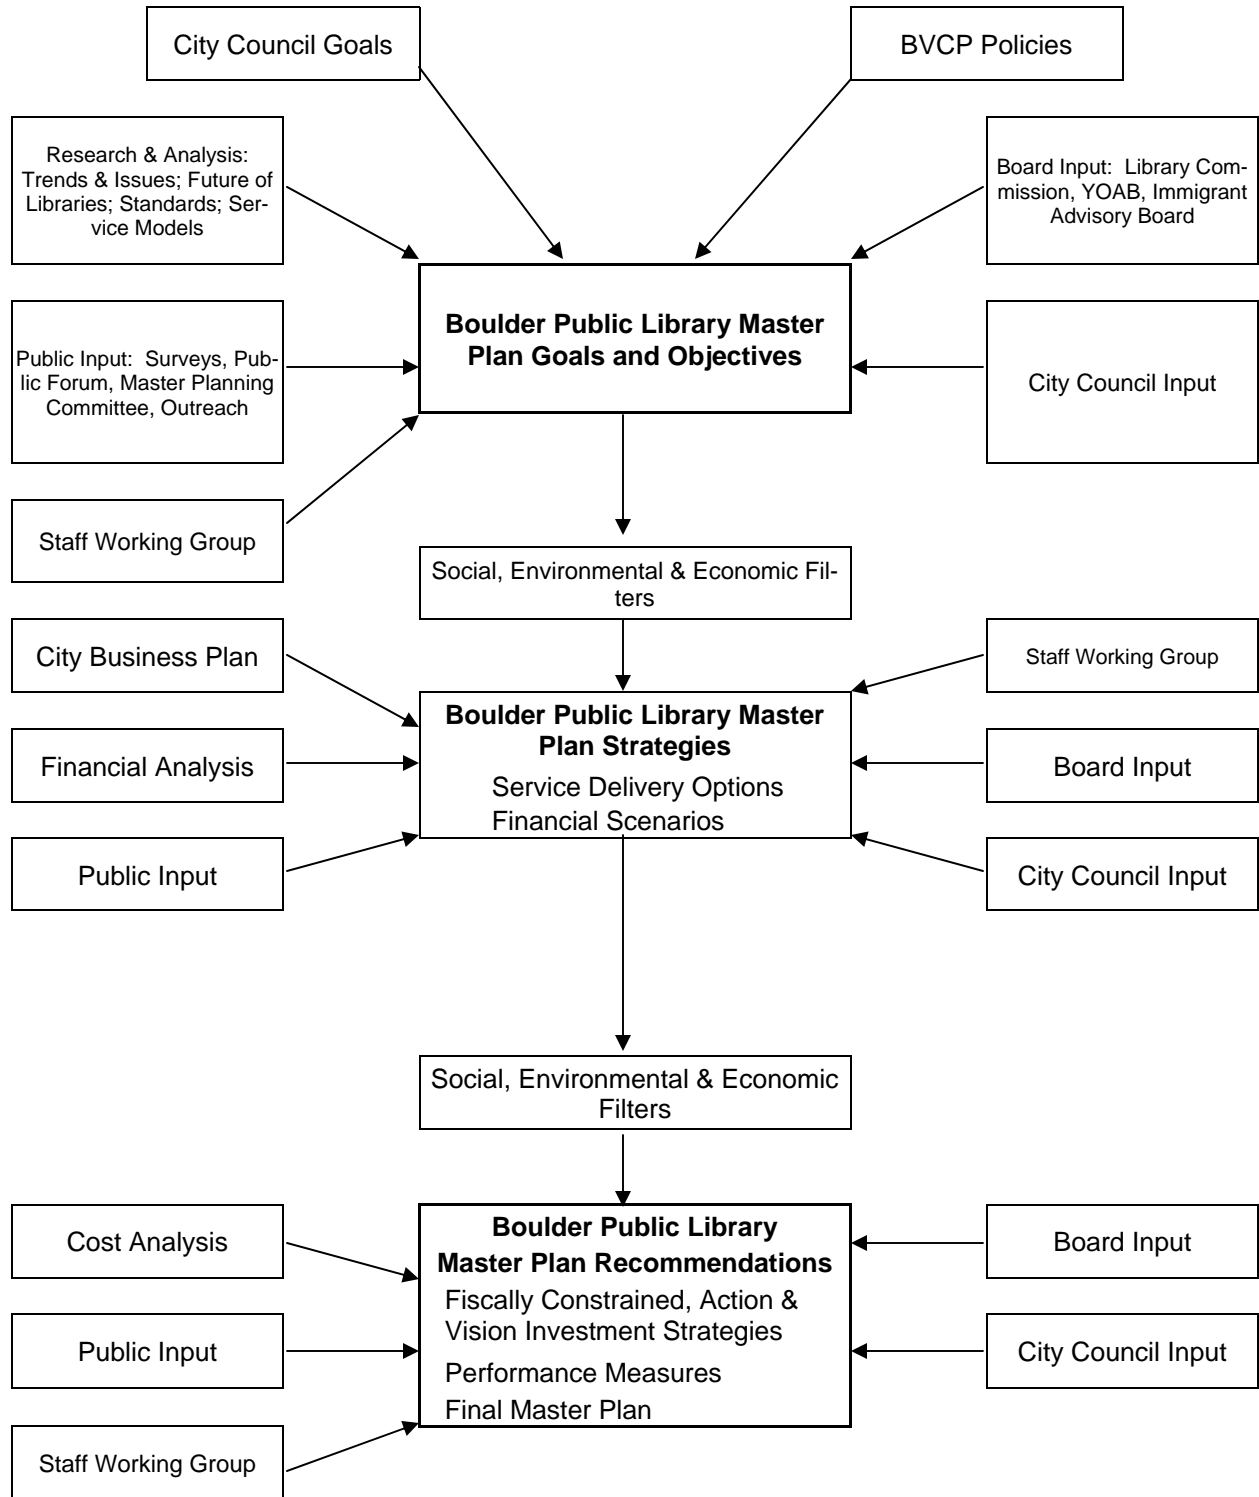 City Council Goals
BVCP Policies
Research & Analysis:
Trends & Issues; Future of
Libraries; Standards; Ser-
vice Models
Board Input:  Library Com-
mission, YOAB, Immigrant
Advisory Board
Boulder Public Library Master
Plan Goals and Objectives
Public Input:  Surveys, Pub-
lic Forum, Master Planning
Committee, Outreach
City Council Input
Staff Working Group
Social, Environmental & Economic Fil-
ters
City Business Plan
Staff Working Group
Boulder Public Library Master
Plan Strategies
Service Delivery Options
Financial Scenarios
Financial Analysis
Board Input
Public Input
City Council Input
Social, Environmental & Economic
Filters
Cost Analysis
Boulder Public Library
Master Plan Recommendations
Fiscally Constrained, Action &
Vision Investment Strategies
Performance Measures
Final Master Plan
Board Input
Public Input
City Council Input
Staff Working Group